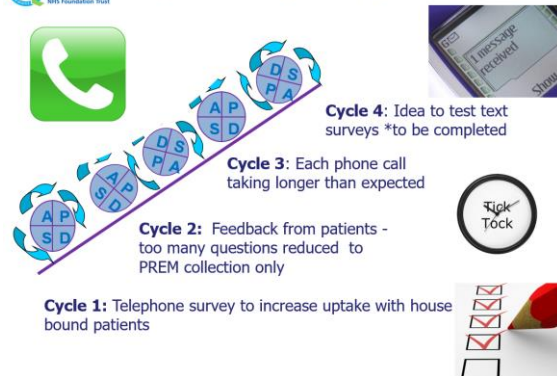 NHS Foundation Trust
1 message
received
D S
P A
A P
S D
D S
P A
A P
S D
A P
S D
Cycle 4: Idea to test text
surveys *to be completed
Cycle 3: Each phone call
taking longer than expected
Tick
Tock
Cycle 2: Feedback from patients -
too many questions reduced to
PREM collection only
Cycle 1: Telephone survey to increase uptake with house
bound patients